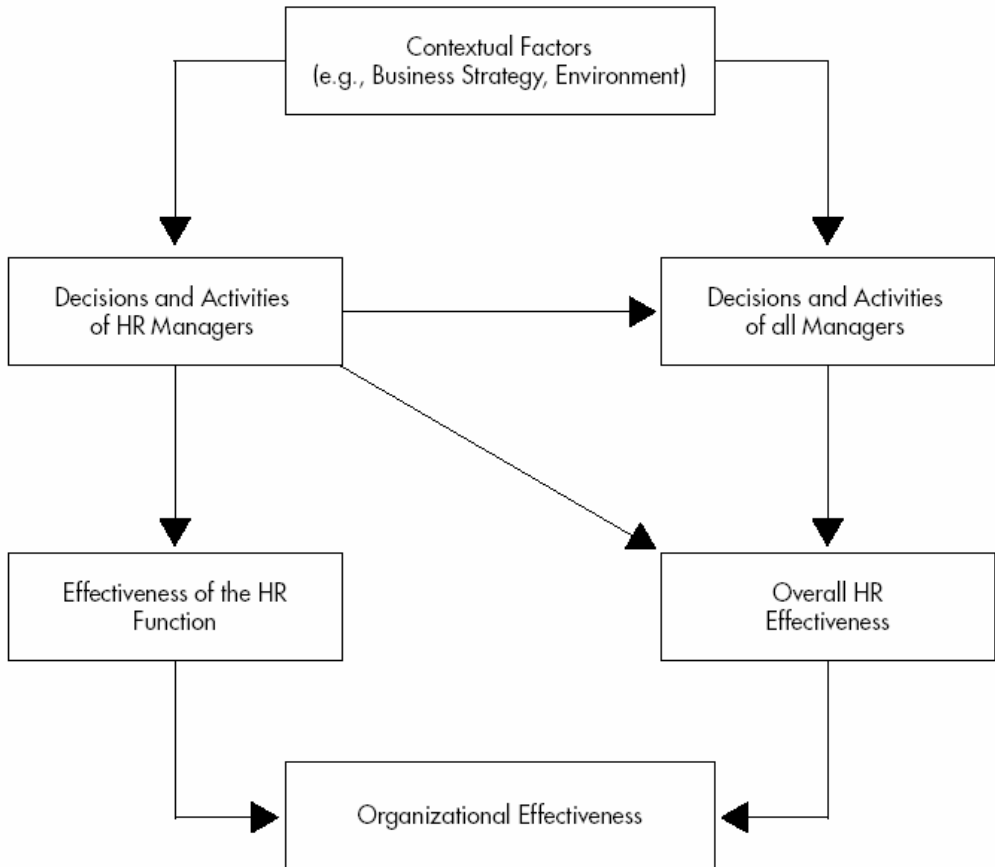 Contextual Factors
(e.g., Business Strategy, Environment)
Decisions and Activities
of HR Managers
Decisions and Activities
of all Managers
Effectiveness of the HR
Function
Overall HR
Effectiveness
Organizational Effectiveness